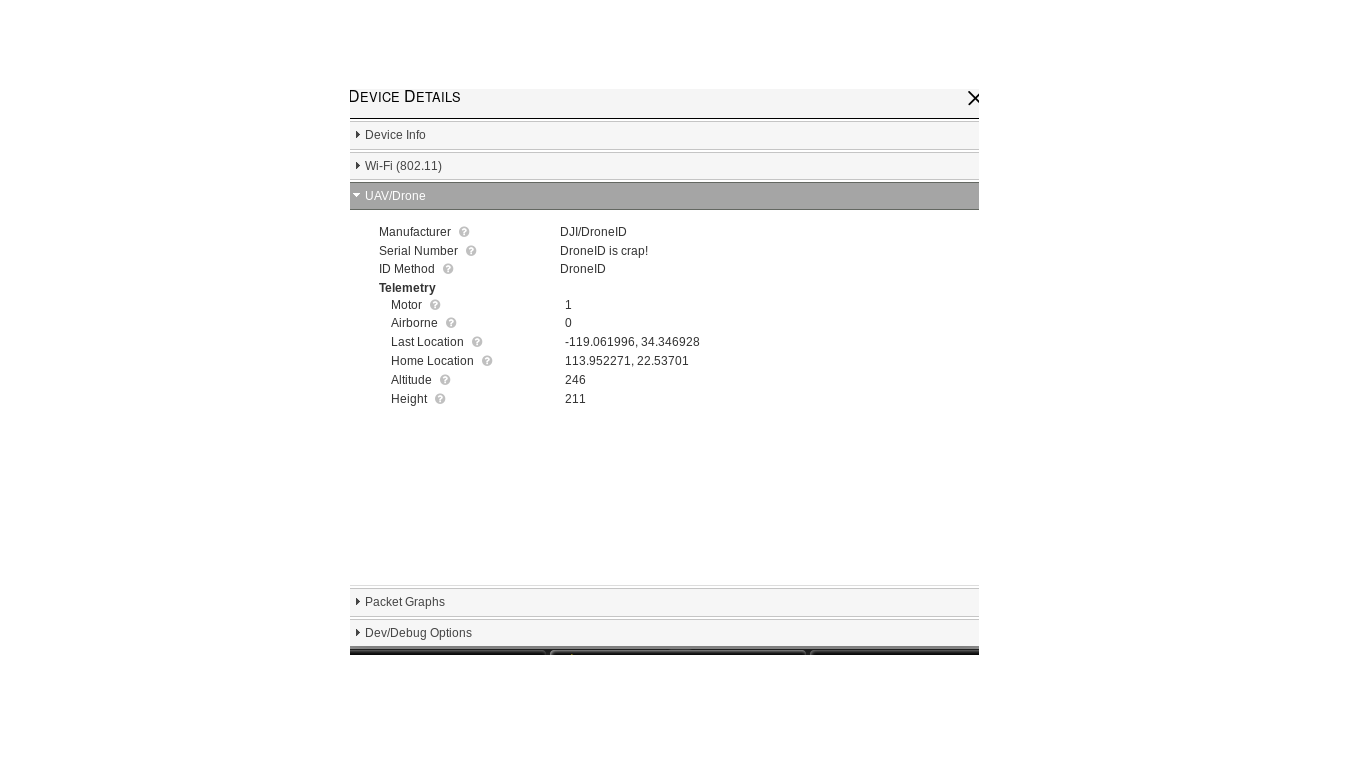 DEVICE DETAILS
Device Info
Wi-Fi (802.11)
UAV/Drone
Manufacturer ? DJI/DroneID
Serial Number ? DroneID is crap!
ID Method ? DroneID
Telemetry
Motor ? 1
Airborne ? 0
Last Location ? -119.061996, 34.346928
Home Location ? 113.952271, 22.53701
Altitude ? 246
Height ? 211
Packet Graphs
Dev/Debug Options